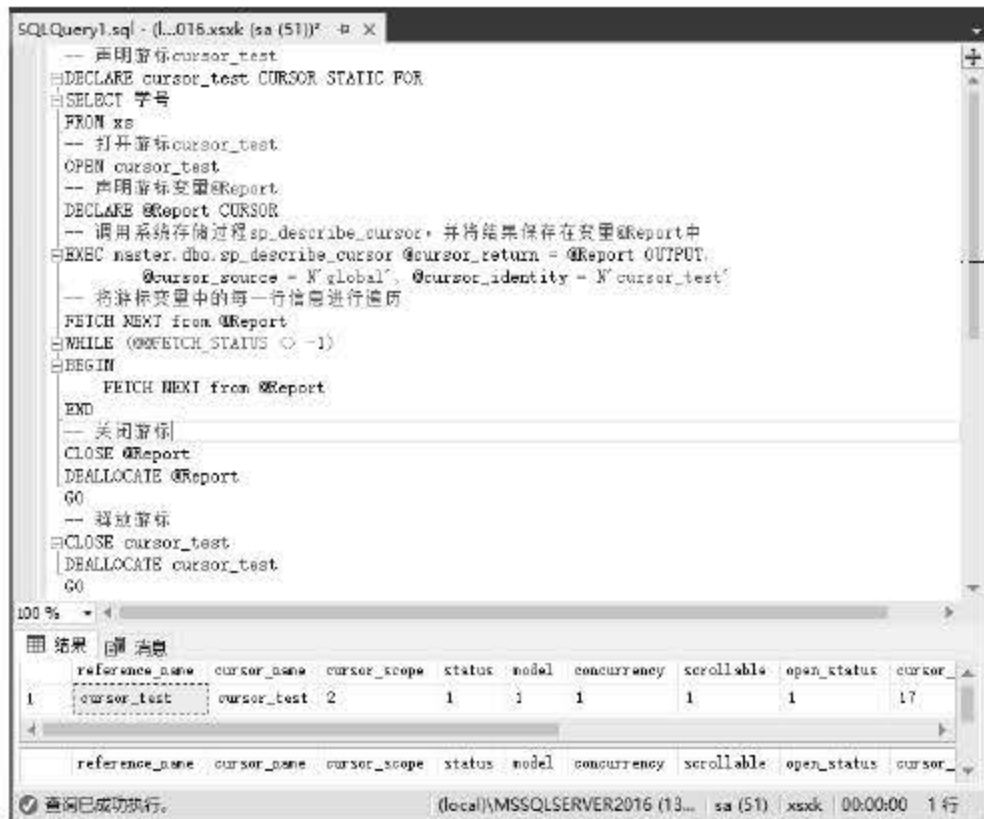 SQLQuery1.sql - (l...016.xsxk (sa (51))*
-- 声明游标cursor_test
DECLARE cursor_test CURSOR STATIC FOR
SELECT 学号
FROM xs
-- 打开游标cursor_test
OPEN cursor_test
-- 声明游标变量@Report
DECLARE @Report CURSOR
-- 调用系统存储过程sp_describe_cursor，并将结果保存在变量@Report中
EXEC master.dbo.sp_describe_cursor @cursor_return = @Report OUTPUT,
@cursor_source = N'global', @cursor_identity = N'cursor_test'
-- 将游标变量中的每一行信息进行遍历
FETCH NEXT from @Report
WHILE (@@FETCH_STATUS <> -1)
BEGIN
FETCH NEXT from @Report
END
-- 关闭游标
CLOSE @Report
DEALLOCATE @Report
GO
-- 释放游标
CLOSE cursor_test
DEALLOCATE cursor_test
GO
100 %
结果 消息
reference_name cursor_name cursor_scope status model concurrency scrollable open_status cursor_
1 cursor_test cursor_test 2 1 1 1 1 1 17
reference_name cursor_name cursor_scope status model concurrency scrollable open_status cursor_
查询已成功执行。 (local)\MSSQLSERVER2016 (13... sa (51) xsxk 00:00:00 1 行